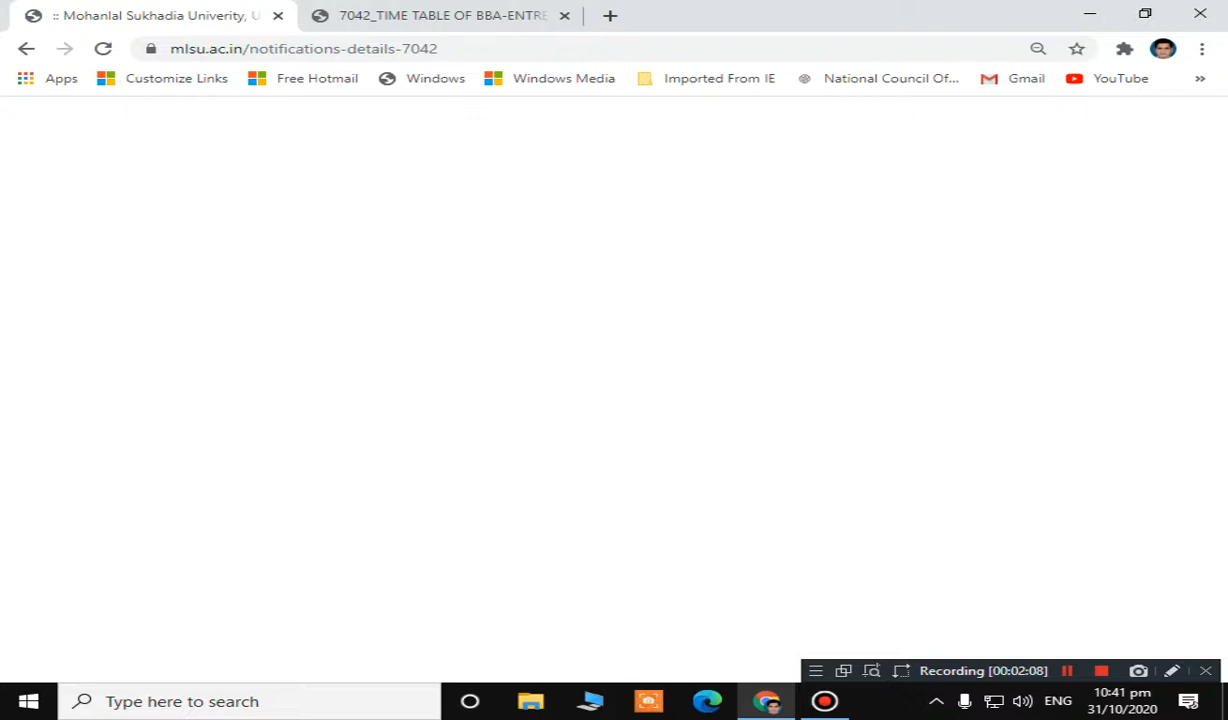 :: Mohanlal Sukhadia Univerity, U
7042_TIME TABLE OF BBA-ENTRE
mlsu.ac.in/notifications-details-7042
Apps Customize Links Free Hotmail Windows Windows Media Imported From IE National Council Of... Gmail YouTube »
Recording [00:02:08]
Type here to search
ENG
10:41 pm
31/10/2020